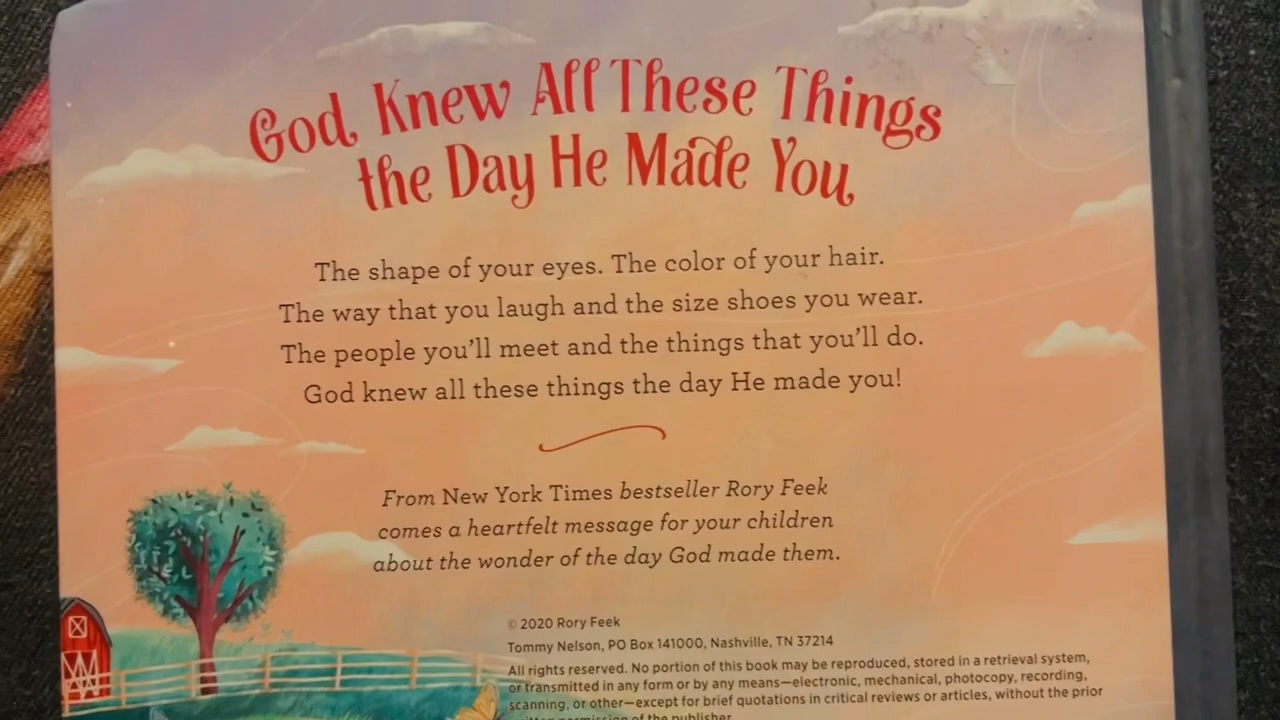 God Knew All These Things
the Day He Made You
The shape of your eyes. The color of your hair.
The way that you laugh and the size shoes you wear.
The people you'll meet and the things that you'll do.
God knew all these things the day He made you!
From New York Times bestseller Rory Feek
comes a heartfelt message for your children
about the wonder of the day God made them.
© 2020 Rory Feek
Tommy Nelson, PO Box 141000, Nashville, TN 37214
All rights reserved. No portion of this book may be reproduced, stored in a retrieval system,
or transmitted in any form or by any means—electronic, mechanical, photocopy, recording,
scanning, or other—except for brief quotations in critical reviews or articles, without the prior
written permission of the publisher.